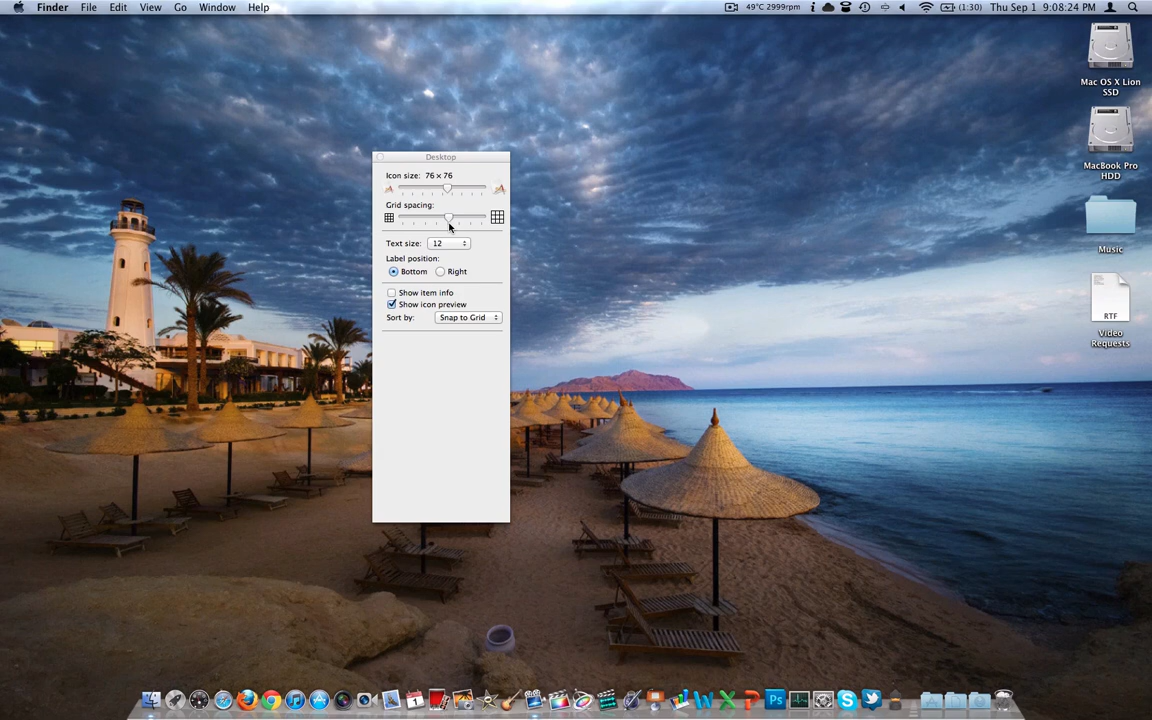 Finder File Edit View Go Window Help
49°C 2999rpm (1:30) Thu Sep 1 9:08:24 PM
Mac OS X Lion
SSD
MacBook Pro
HDD
Music
RTF
Video
Requests
Desktop
Icon size: 76 × 76
Grid spacing:
Text size: 12
Label position:
Bottom Right
Show item info
Show icon preview
Sort by: Snap to Grid